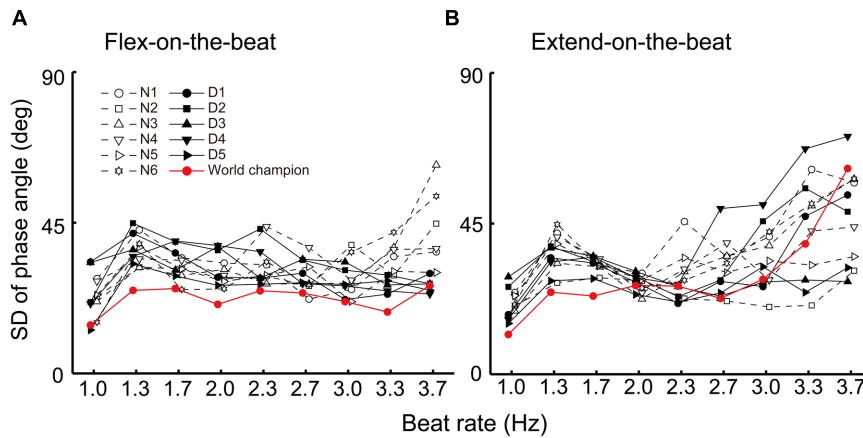 A
Flex-on-the-beat
B
Extend-on-the-beat
SD of phase angle (deg)
90
45
0
N1
N2
N3
N4
N5
N6
D1
D2
D3
D4
D5
World champion
1.0 1.3 1.7 2.0 2.3 2.7 3.0 3.3 3.7
90
45
0
1.0 1.3 1.7 2.0 2.3 2.7 3.0 3.3 3.7
Beat rate (Hz)